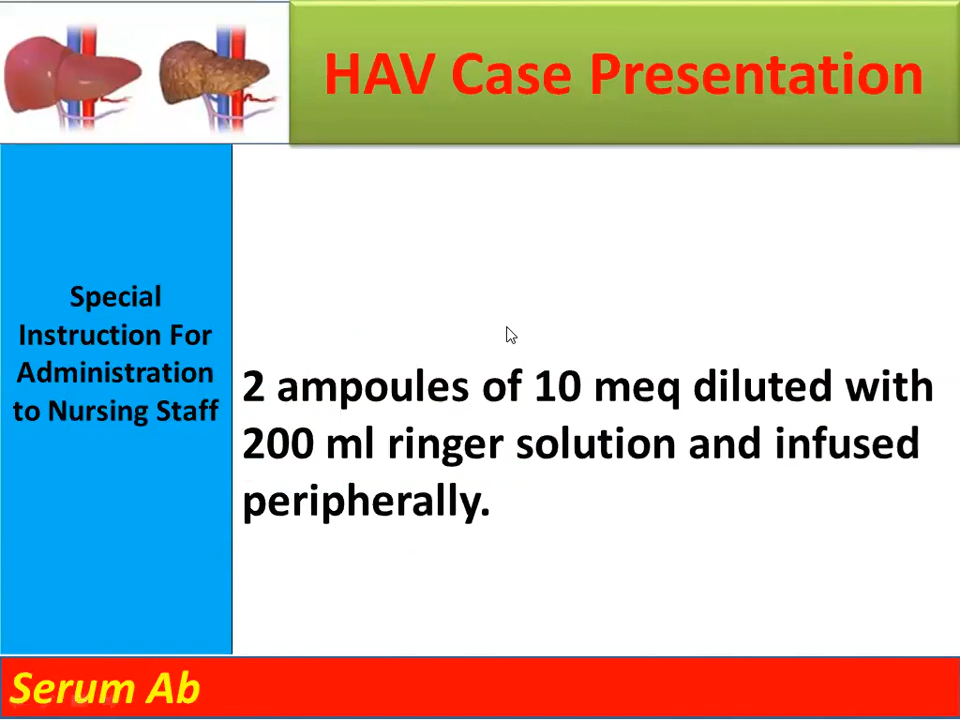 HAV Case Presentation
Special
Instruction For
Administration
to Nursing Staff
2 ampoules of 10 meq diluted with
200 ml ringer solution and infused
peripherally.
Serum Ab